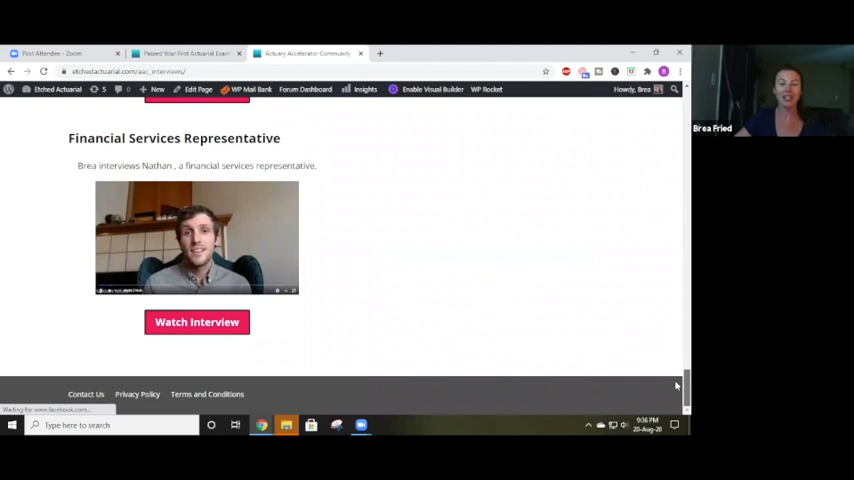 Post Attendee - Zoom
Passed Your First Actuarial Exam
Actuary Accelerator Community
etchedactuarial.com/aac_interviews/
Etched Actuarial
5
0
New
Edit Page
WP Mail Bank
Forum Dashboard
Insights
Enable Visual Builder
WP Rocket
Howdy, Brea
Brea Fried
Financial Services Representative
Brea interviews Nathan , a financial services representative.
Watch Interview
Contact Us
Privacy Policy
Terms and Conditions
Waiting for www.facebook.com...
Type here to search
9:36 PM
20-Aug-20